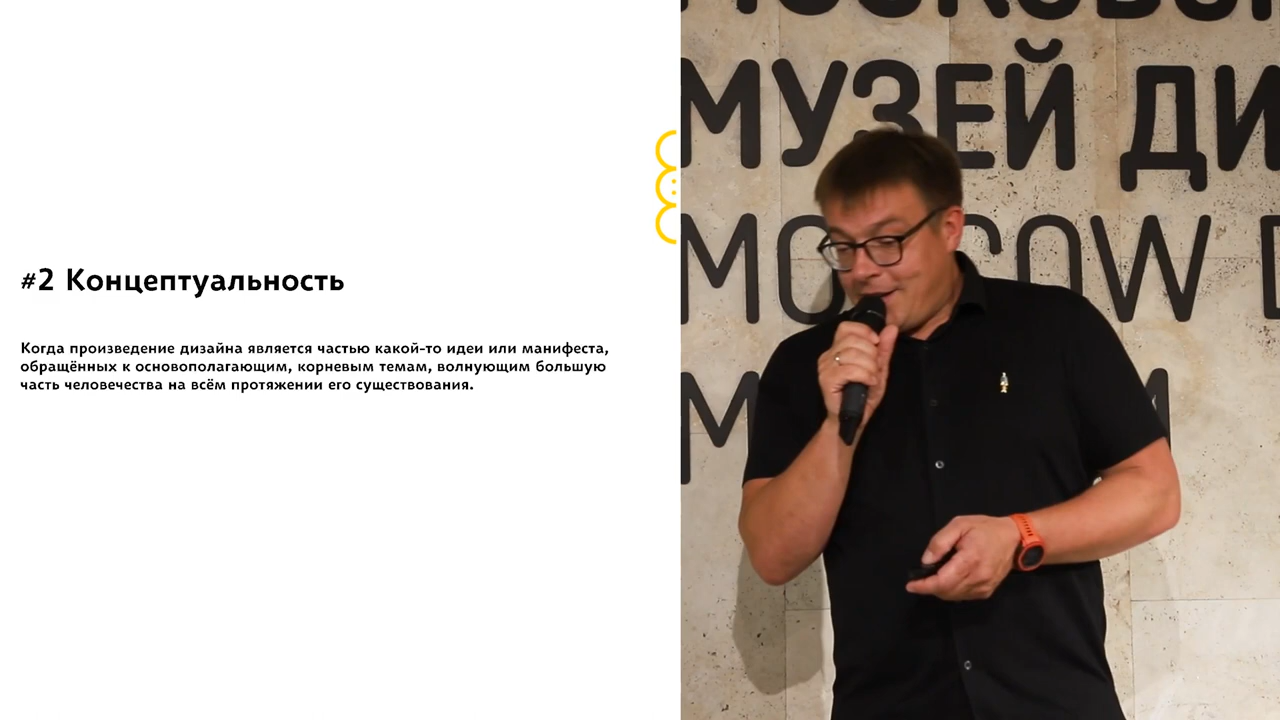 #2 Концептуальность
Когда произведение дизайна является частью какой-то идеи или манифеста,
обращённых к основополагающим, корневым темам, волнующим большую
часть человечества на всём протяжении его существования.
МУЗЕЙ ДИ
MOSCOW D